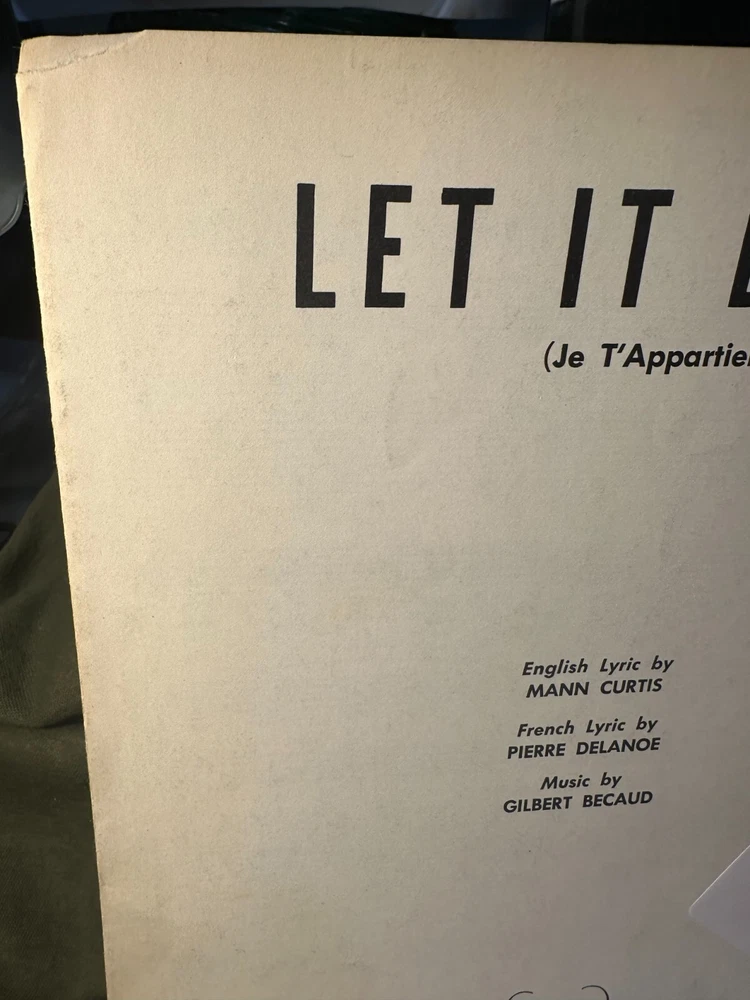 LET IT
(Je T'Appartie
English Lyric by
MANN CURTIS
French Lyric by
PIERRE DELANOE
Music by
GILBERT BECAUD